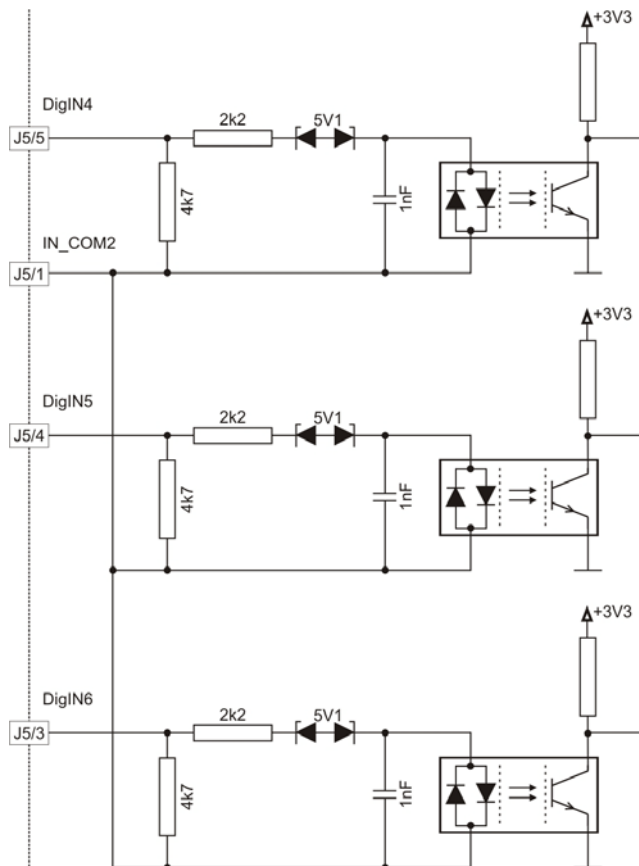 +3V3
DigIN4
2k2
5V1
J5/5
4k7
1nF
IN_COM2
J5/1
+3V3
DigIN5
2k2
5V1
J5/4
4k7
1nF
+3V3
DigIN6
2k2
5V1
J5/3
4k7
1nF